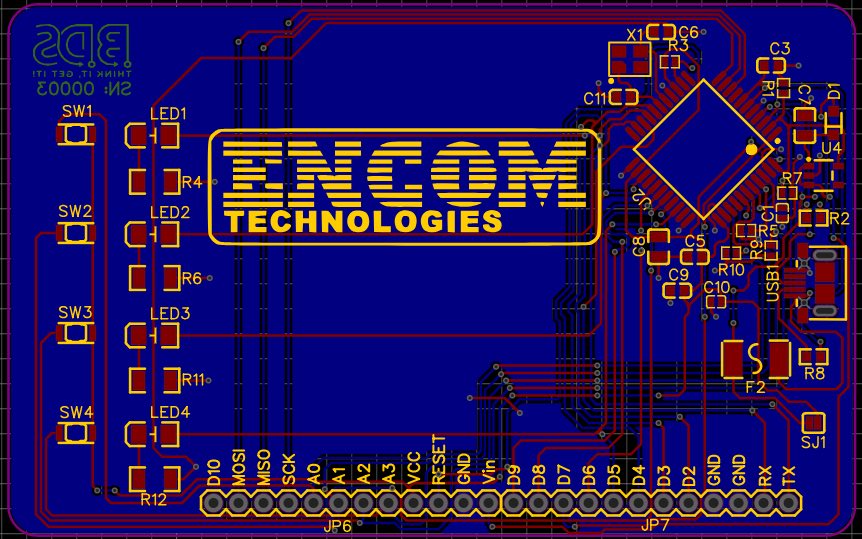 BDS
THINK IT, GET IT!
SN: 00003
X1
C6
R3
C3
C11
R1
C7
D1
SW1
LED1
U4
R4
ENCOM
TECHNOLOGIES
R7
U2
C1
R2
SW2
LED2
R5
C8
C5
R9
R10
R6
C9
C10
USB1
SW3
LED3
R11
F2
R8
SW4
LED4
SJ1
R12
D10 MOSI MISO SCK A0 A1 A2 A3 VCC RESET GND Vin D9 D8 D7 D6 D5 D4 D3 D2 GND GND RX TX
JP6
JP7